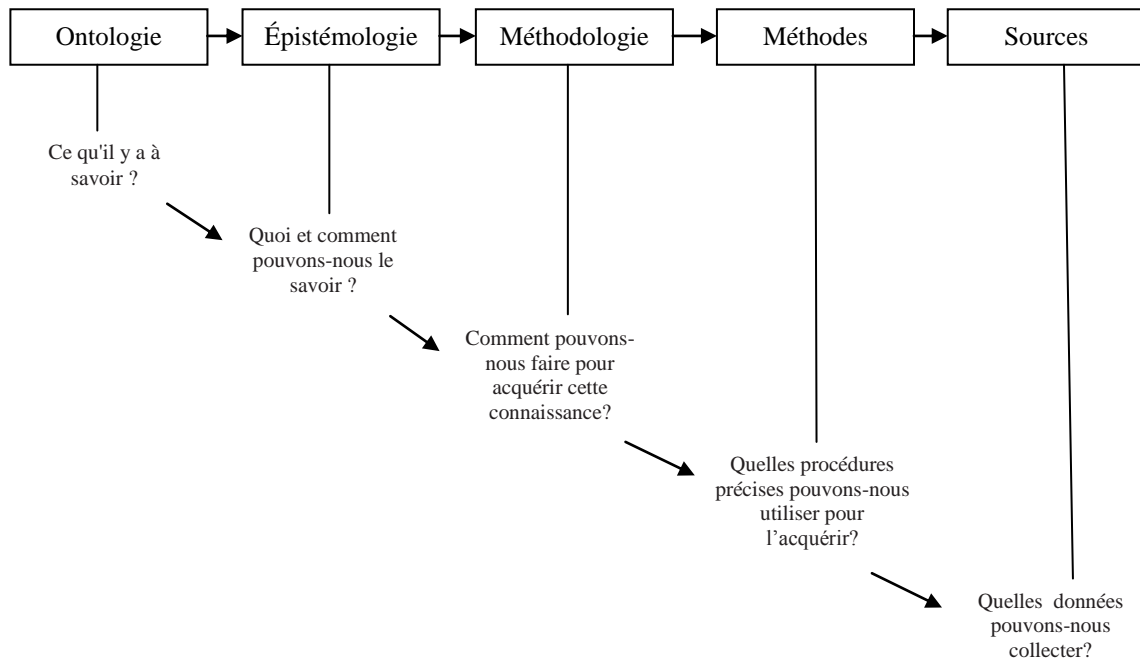 Ontologie
Épistémologie
Méthodologie
Méthodes
Sources
Ce qu'il y a à
savoir ?
Quoi et comment
pouvons-nous le
savoir ?
Comment pouvons-
nous faire pour
acquérir cette
connaissance?
Quelles procédures
précises pouvons-nous
utiliser pour
l’acquérir?
Quelles données
pouvons-nous
collecter?